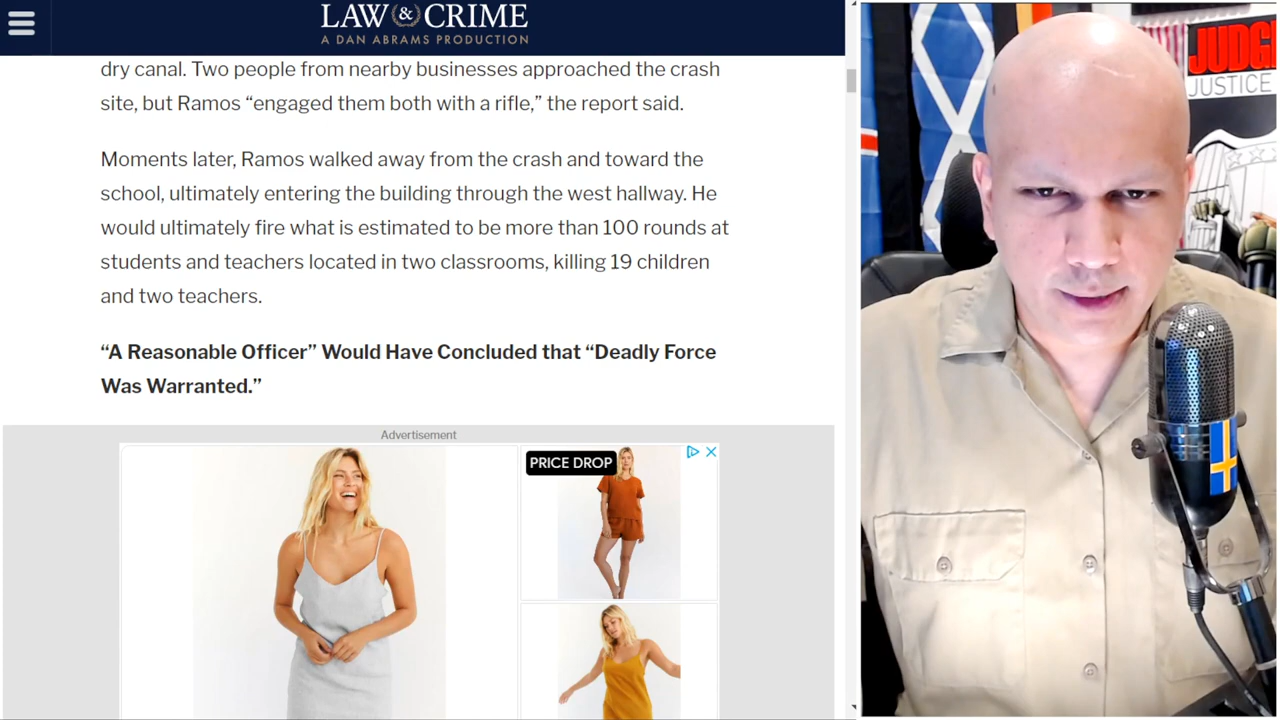 LAW & CRIME
A DAN ABRAMS PRODUCTION
dry canal. Two people from nearby businesses approached the crash
site, but Ramos “engaged them both with a rifle,” the report said.
Moments later, Ramos walked away from the crash and toward the
school, ultimately entering the building through the west hallway. He
would ultimately fire what is estimated to be more than 100 rounds at
students and teachers located in two classrooms, killing 19 children
and two teachers.
“A Reasonable Officer” Would Have Concluded that “Deadly Force
Was Warranted.”
Advertisement
PRICE DROP
JUDG
JUSTICE